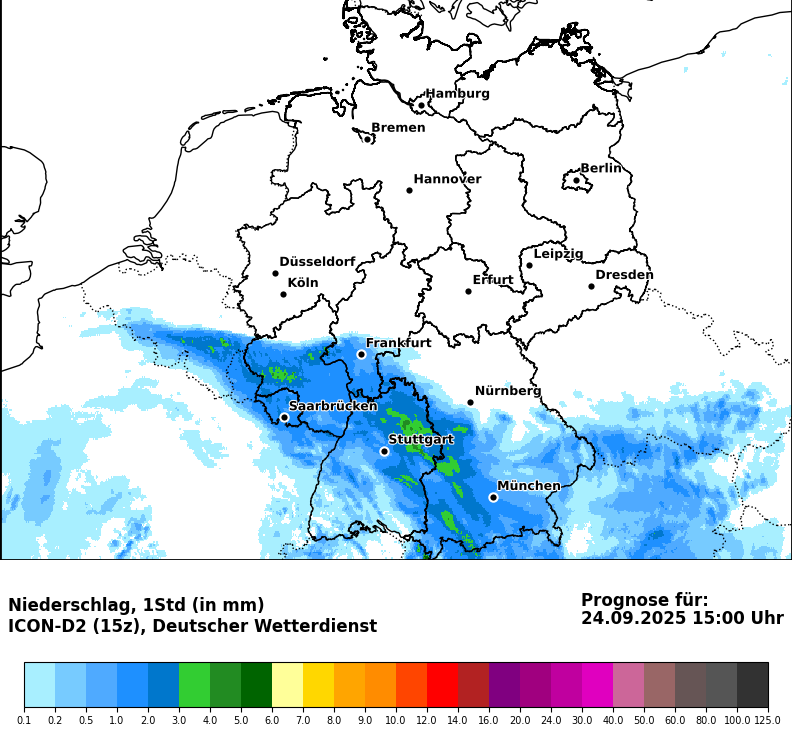 Hamburg
Bremen
Berlin
Hannover
Leipzig
Düsseldorf
Dresden
Köln
Erfurt
Frankfurt
Nürnberg
Saarbrücken
Stuttgart
München
Niederschlag, 1Std (in mm)
ICON-D2 (15z), Deutscher Wetterdienst
Prognose für:
24.09.2025 15:00 Uhr
0.1 0.2 0.5 1.0 2.0 3.0 4.0 5.0 6.0 7.0 8.0 9.0 10.0 12.0 14.0 16.0 20.0 24.0 30.0 40.0 50.0 60.0 80.0 100.0 125.0